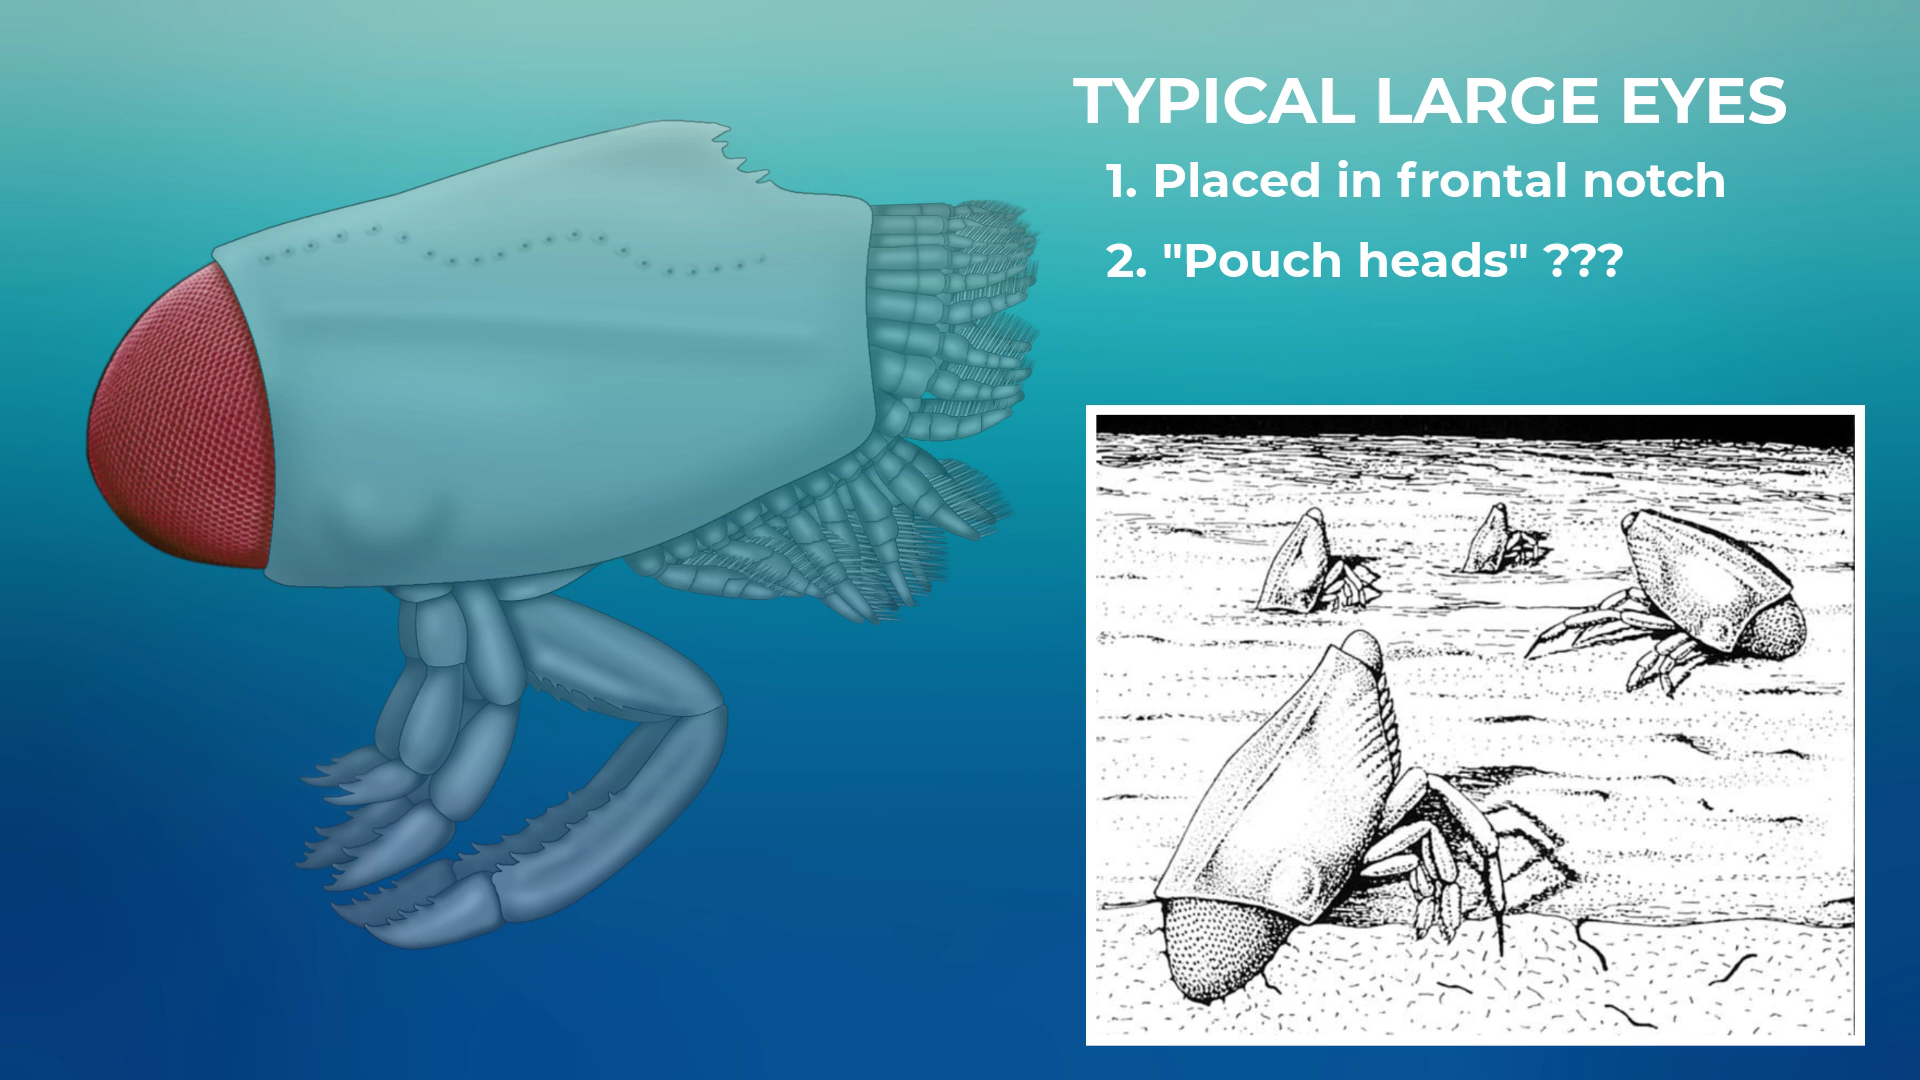 TYPICAL LARGE EYES
1. Placed in frontal notch
2. "Pouch heads" ???